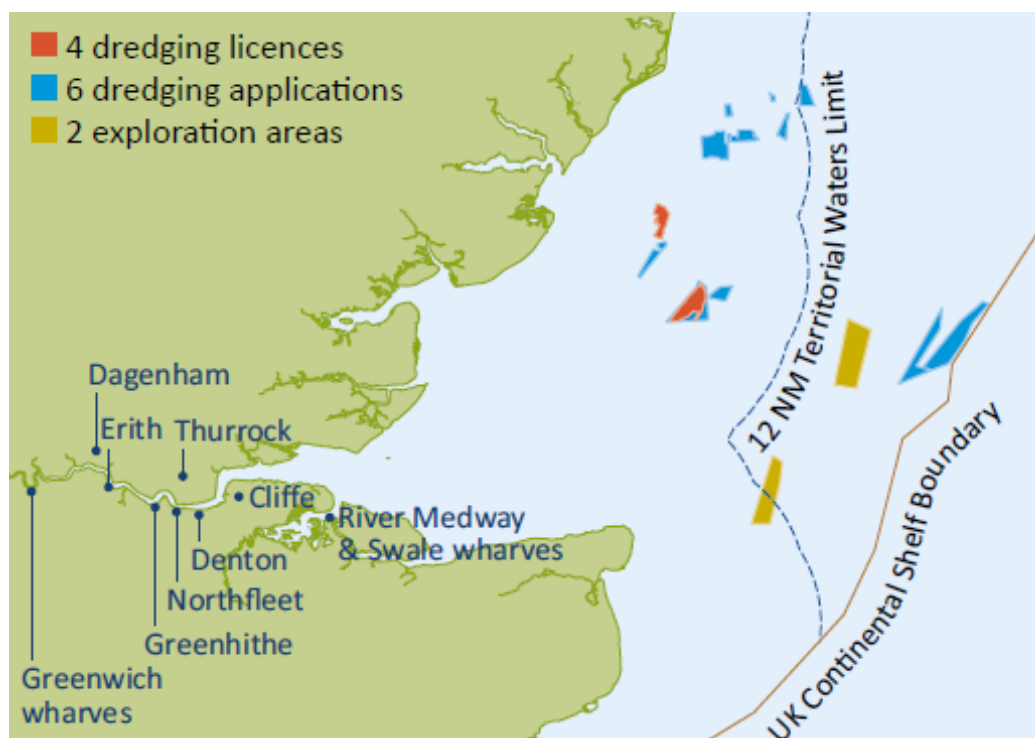 4 dredging licences
6 dredging applications
2 exploration areas
12 NM Territorial Waters Limit
Dagenham
Erith
Thurrock
Cliffe
River Medway
& Swale wharves
Denton
Northfleet
Greenhithe
Greenwich
wharves
UK Continental Shelf Boundary